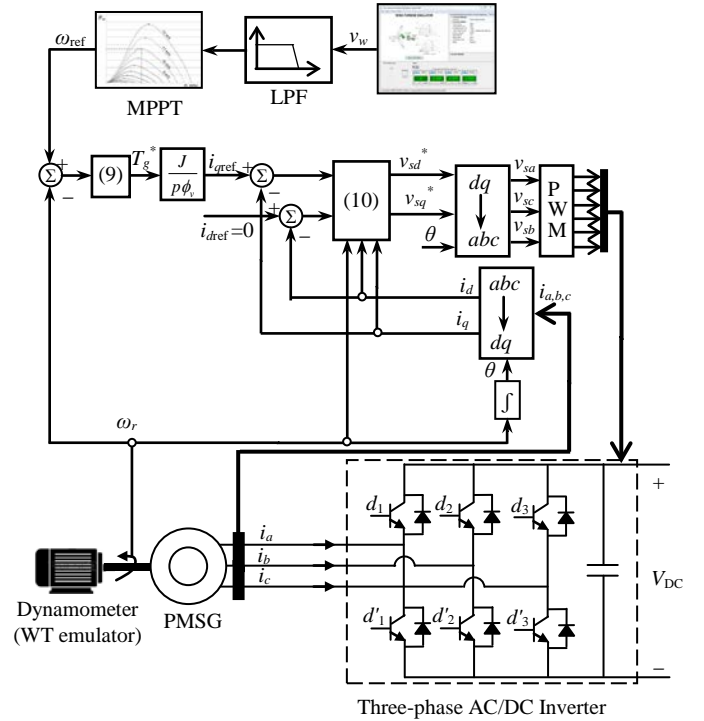 ω_ref
MPPT
LPF
v_w
Σ
+
−
(9)
T_g^*
J
pϕ_v
i_qref
+
Σ
−
i_dref=0
+
Σ
−
(10)
v_sd^*
v_sq^*
θ
dq
abc
v_sa
v_sc
v_sb
P
W
M
i_d
i_q
abc
dq
i_a,b,c
θ
∫
ω_r
i_a
i_b
i_c
d_1
d_2
d_3
d'_1
d'_2
d'_3
+
V_DC
−
Dynamometer
(WT emulator)
PMSG
Three-phase AC/DC Inverter